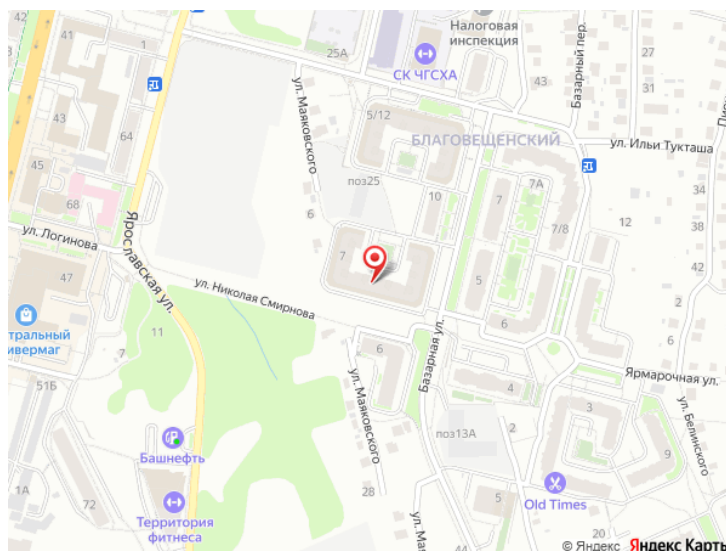 41
1
25А
Налоговая
инспекция
СК ЧГСХА
43
Базарный пер.
31
27
43
64
ул. Маяковского
5/12
БЛАГОВЕЩЕНСКИЙ
ул. Ильи Тукташа
37
45
68
поз25
10
7
7А
7/8
12
34
38
6
ул. Логинова
Ярославская ул.
7
42
47
ул. Николая Смирнова
5
2
11
6
6
тральный
ивермаг
7
51Б
ул. Маяковского
Базарная ул.
4
Ярмарочная ул.
6
3
ул. Белинского
2
поз13А
9
Башнефть
28
1А
72
5
Old Times
Территория
фитнеса
20
© Яндекс Яндекс Карты